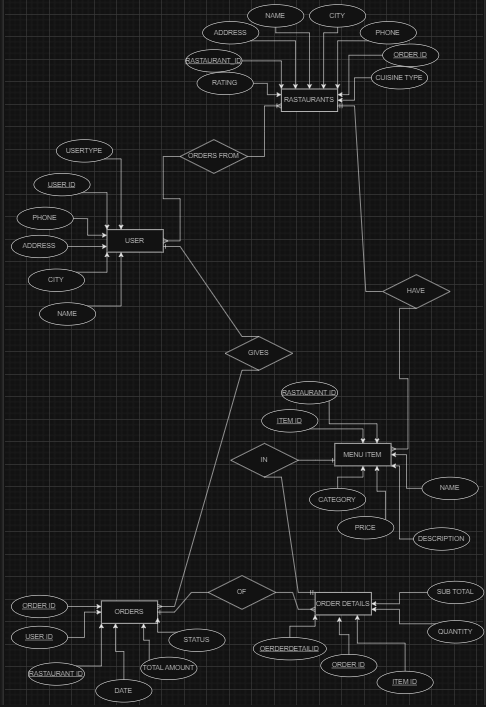 NAME
CITY
ADDRESS
PHONE
RASTAURANT_ID
ORDER ID
RATING
CUISINE TYPE
RASTAURANTS
USERTYPE
ORDERS FROM
USER ID
PHONE
ADDRESS
USER
CITY
NAME
HAVE
GIVES
RASTAURANT ID
ITEM ID
MENU ITEM
IN
NAME
CATEGORY
PRICE
DESCRIPTION
ORDER ID
ORDERS
OF
ORDER DETAILS
SUB TOTAL
USER ID
STATUS
QUANTITY
OERDERDETAILID
RASTAURANT ID
TOTAL AMOUNT
ORDER ID
DATE
ITEM ID